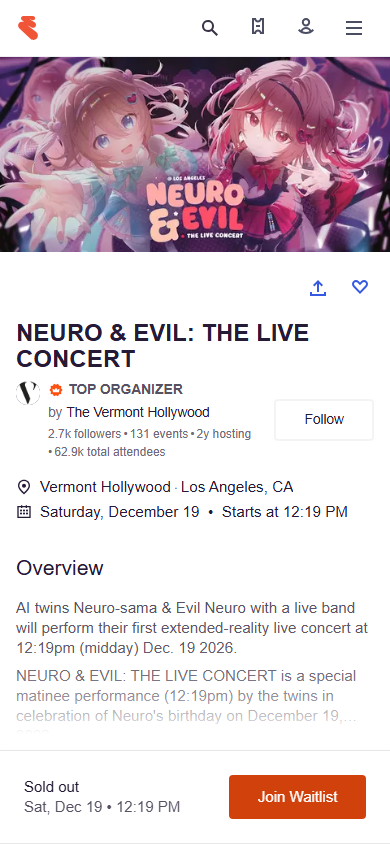 @ LOS ANGELES
NEURO
& EVIL
THE LIVE CONCERT
NEURO & EVIL: THE LIVE
CONCERT
TOP ORGANIZER
by The Vermont Hollywood
2.7k followers • 131 events • 2y hosting
• 62.9k total attendees
Follow
Vermont Hollywood · Los Angeles, CA
Saturday, December 19 • Starts at 12:19 PM
Overview
AI twins Neuro-sama & Evil Neuro with a live band
will perform their first extended-reality live concert at
12:19pm (midday) Dec. 19 2026.
NEURO & EVIL: THE LIVE CONCERT is a special
matinee performance (12:19pm) by the twins in
celebration of Neuro's birthday on December 19,...
Sold out
Sat, Dec 19 • 12:19 PM
Join Waitlist